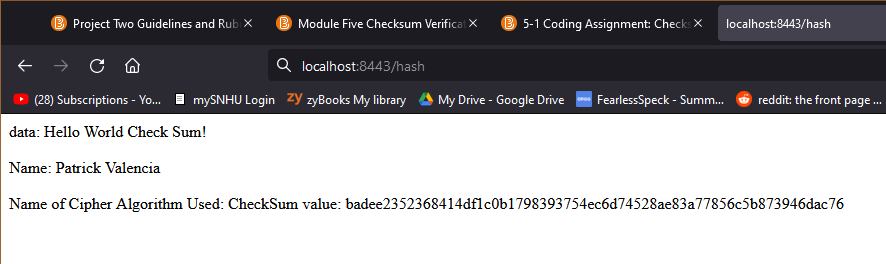 Project Two Guidelines and Rub
Module Five Checksum Verificat
5-1 Coding Assignment: Checks
localhost:8443/hash
localhost:8443/hash
(28) Subscriptions - Yo...
mySNHU Login
zy zyBooks My library
My Drive - Google Drive
FearlessSpeck - Summ...
reddit: the front page ...
data: Hello World Check Sum!
Name: Patrick Valencia
Name of Cipher Algorithm Used: CheckSum value: badee2352368414df1c0b1798393754ec6d74528ae83a77856c5b873946dac76